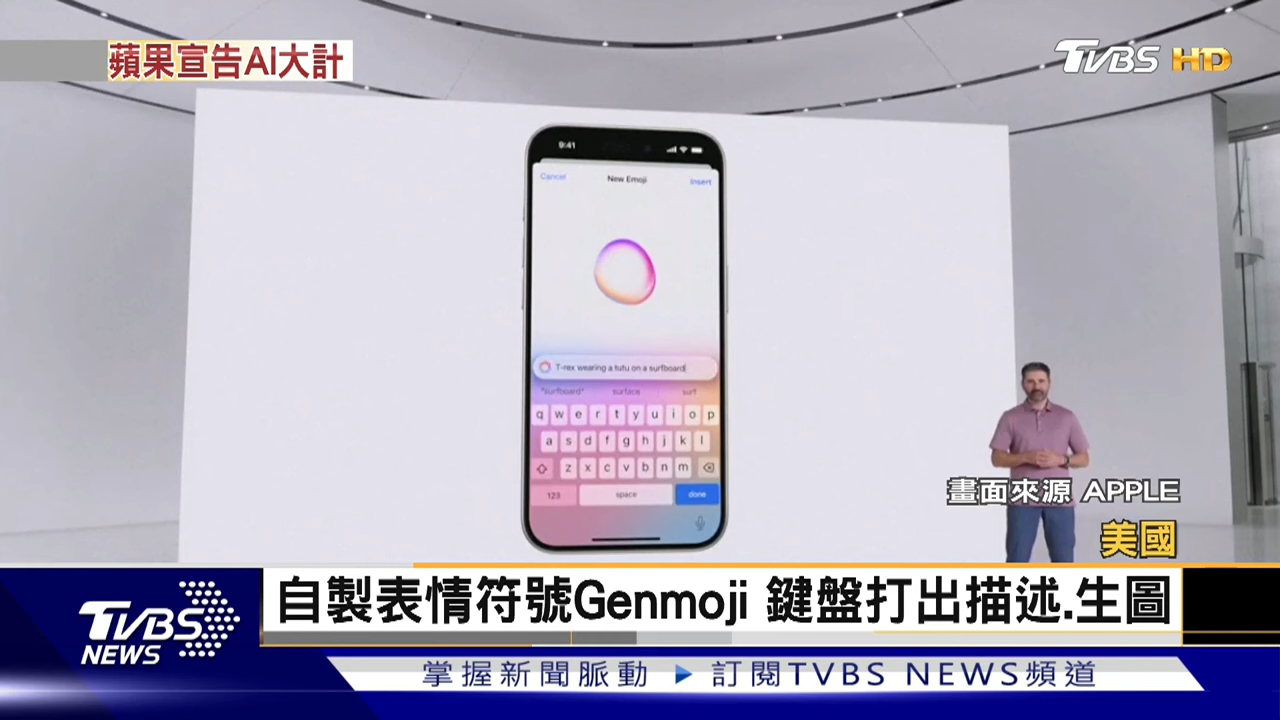 蘋果宣告AI大計
TVBS HD
9:41
Cancel
New Emoji
Insert
T-rex wearing a tutu on a surfboard
"surfboard" surface surf
q w e r t y u i o p
a s d f g h j k l
z x c v b n m
123 space done
畫面來源 APPLE
美國
自製表情符號Genmoji 鍵盤打出描述.生圖
TVBS
NEWS
掌握新聞脈動 ▶ 訂閱TVBS NEWS頻道